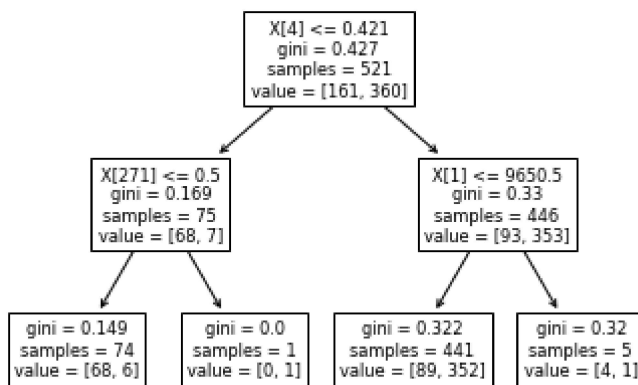 X[4] <= 0.421
gini = 0.427
samples = 521
value = [161, 360]
X[271] <= 0.5
gini = 0.169
samples = 75
value = [68, 7]
X[1] <= 9650.5
gini = 0.33
samples = 446
value = [93, 353]
gini = 0.149
samples = 74
value = [68, 6]
gini = 0.0
samples = 1
value = [0, 1]
gini = 0.322
samples = 441
value = [89, 352]
gini = 0.32
samples = 5
value = [4, 1]